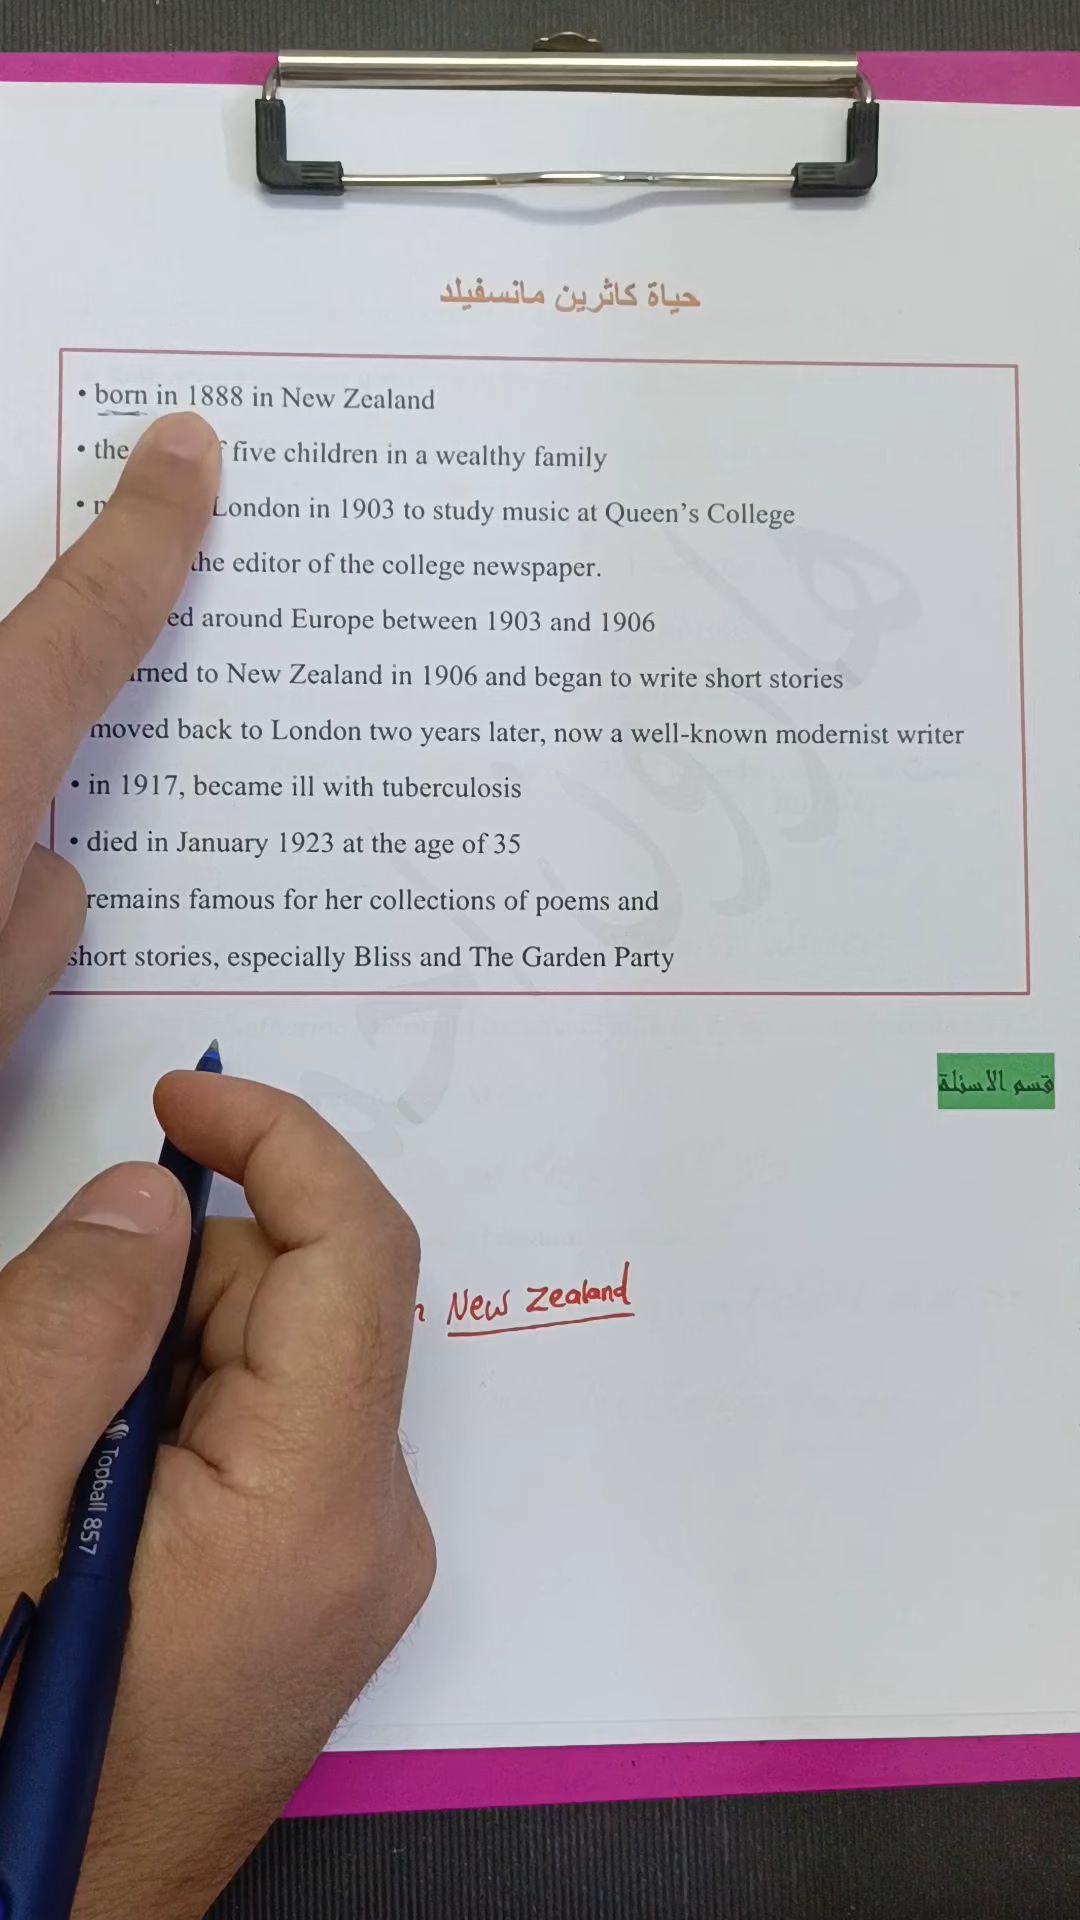 حياة كاثرين مانسفيلد
• born in 1888 in New Zealand
• the five children in a wealthy family
• London in 1903 to study music at Queen's College
the editor of the college newspaper.
around Europe between 1903 and 1906
to New Zealand in 1906 and began to write short stories
moved back to London two years later, now a well-known modernist writer
• in 1917, became ill with tuberculosis
• died in January 1923 at the age of 35
remains famous for her collections of poems and
short stories, especially Bliss and The Garden Party
قسم الاسئلة
New Zealand
Topball 857